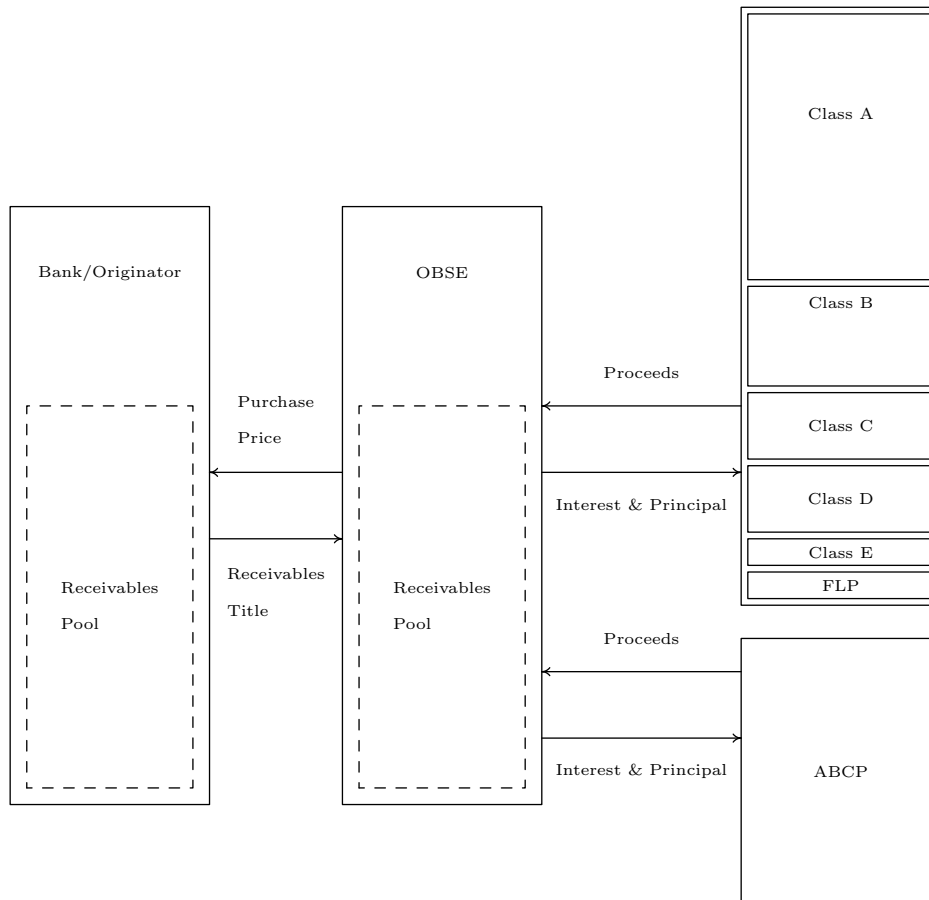 Bank/Originator
Receivables
Pool
Purchase
Price
Receivables
Title
OBSE
Receivables
Pool
Proceeds
Interest & Principal
Proceeds
Interest & Principal
Class A
Class B
Class C
Class D
Class E
FLP
ABCP